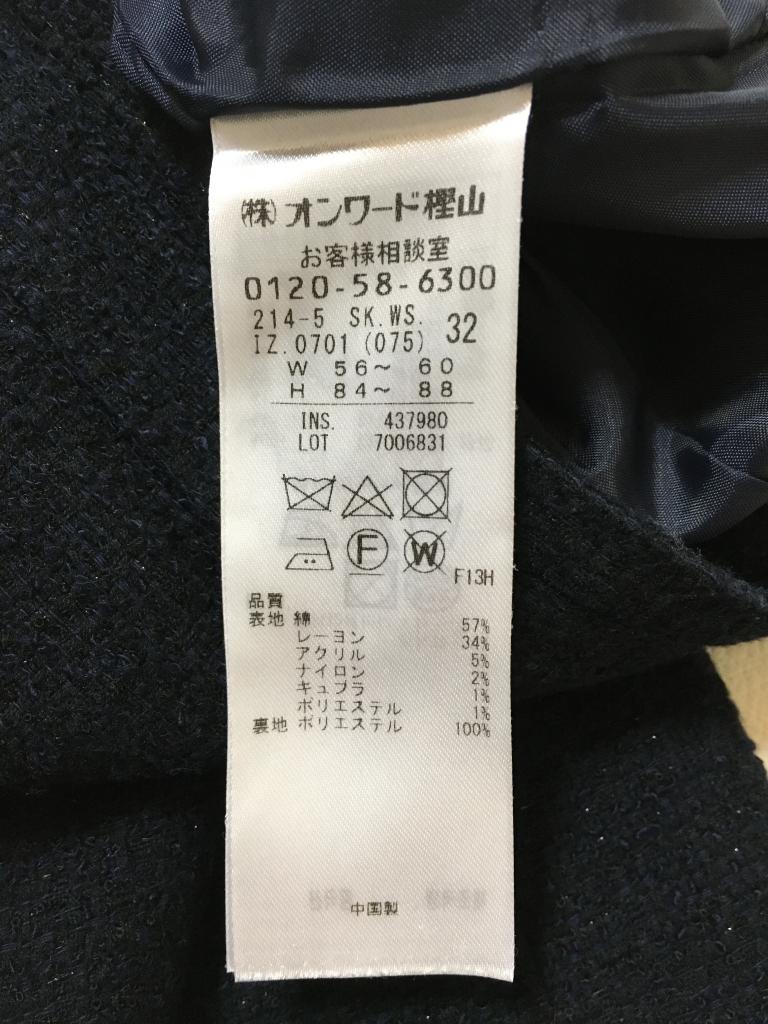 ㈱オンワード樫山
お客様相談室
0120-58-6300
214-5 SK.WS. 32
IZ.0701 (075)
W 56～ 60
H 84～ 88
INS. 437980
LOT 7006831
F
W
F13H
品質
表地 綿 57%
レーヨン 34%
アクリル 5%
ナイロン 2%
キュプラ 1%
ポリエステル 1%
裏地 ポリエステル 100%
中国製